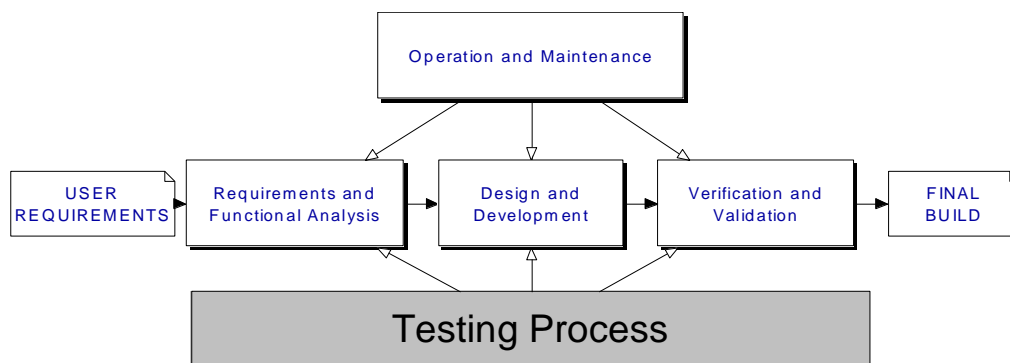 Operation and Maintenance
USER
REQUIREMENTS
Requirements and
Functional Analysis
Design and
Development
Verification and
Validation
FINAL
BUILD
Testing Process